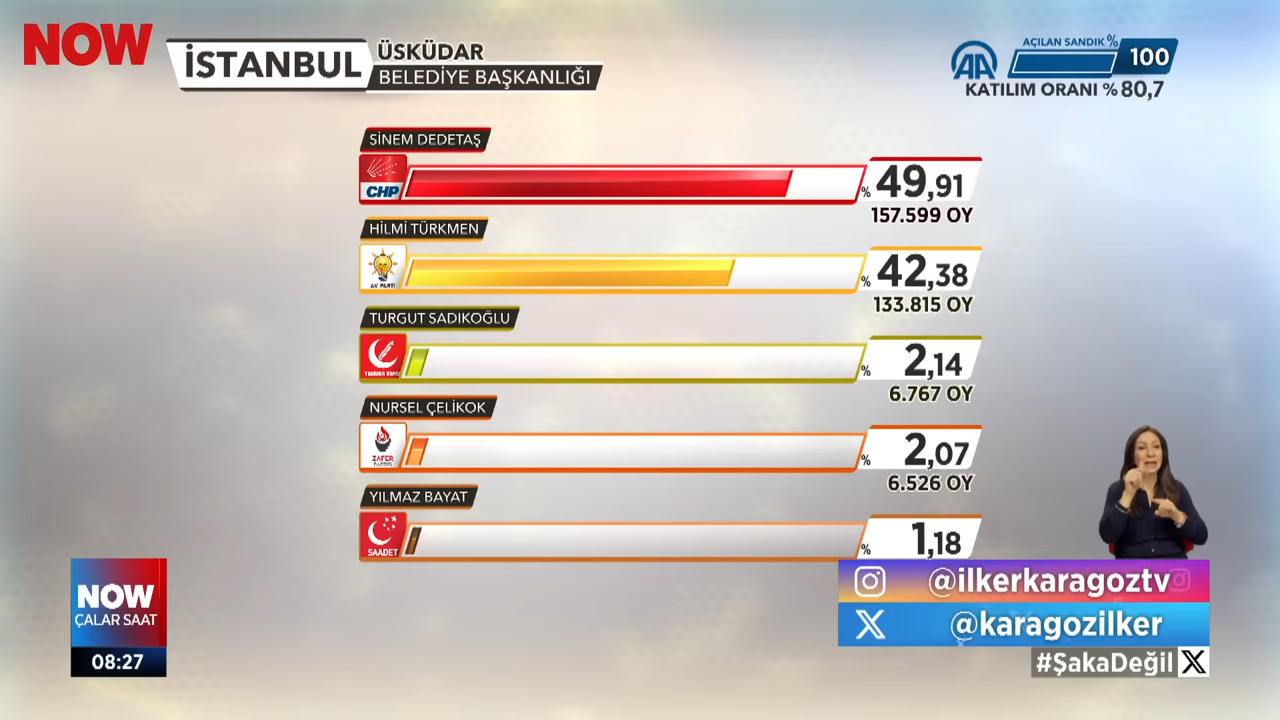 NOW
İSTANBUL
ÜSKÜDAR
BELEDİYE BAŞKANLIĞI
AÇILAN SANDIK %
100
AA
KATILIM ORANI % 80,7
SİNEM DEDETAŞ
CHP
% 49,91
157.599 OY
HİLMİ TÜRKMEN
AK PARTİ
% 42,38
133.815 OY
TURGUT SADIKOĞLU
% 2,14
6.767 OY
NURSEL ÇELİKOK
ZAFER
PARTİSİ
% 2,07
6.526 OY
YILMAZ BAYAT
SAADET
% 1,18
@ilkerkaragoztv
@karagozilker
#ŞakaDeğil X
NOW
ÇALAR SAAT
08:27